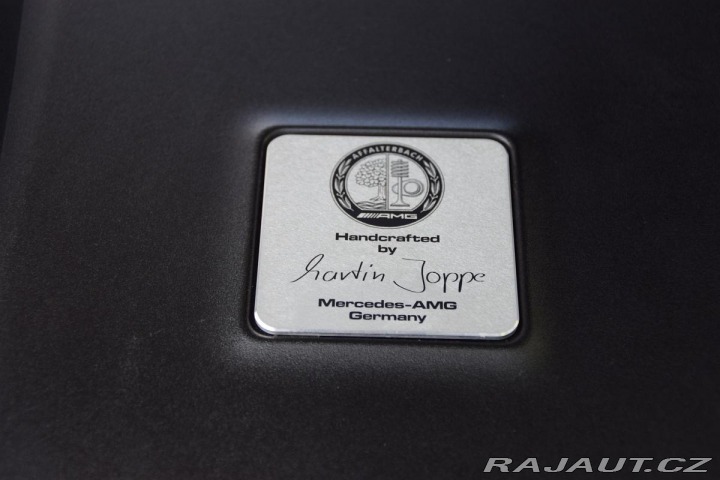 AFFALTERBACH
AMG
Handcrafted
by
Martin Joppe
Mercedes-AMG
Germany
RAJAUT.CZ